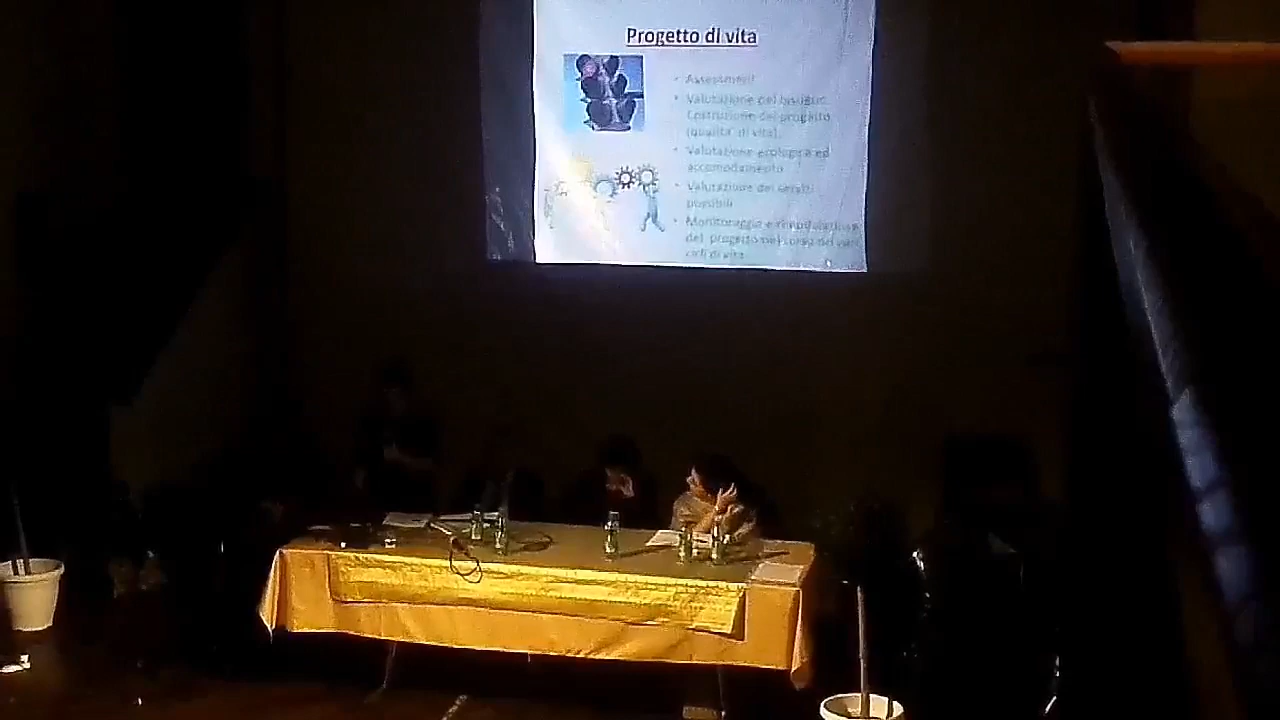 Progetto di vita
• Assessment
• Valutazione dei bisogni.
Costruzione del progetto
(qualita' di vita).
• Valutazione ecologica ed
accomodamento
• Valutazione dei servizi
possibili
• Monitoraggio e
del progetto nel corso dei vari
cicli di vita